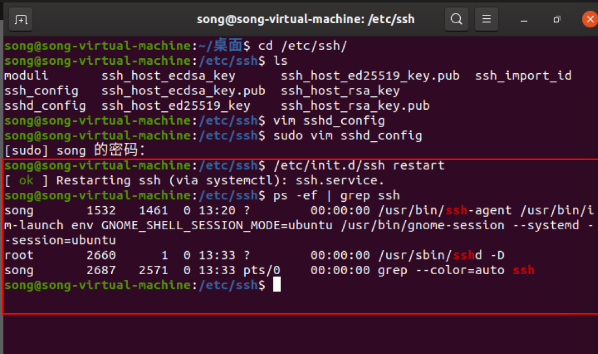 song@song-virtual-machine: /etc/ssh
song@song-virtual-machine:~/桌面$ cd /etc/ssh/
song@song-virtual-machine:/etc/ssh$ ls
moduli ssh_host_ecdsa_key ssh_host_ed25519_key.pub ssh_import_id
ssh_config ssh_host_ecdsa_key.pub ssh_host_rsa_key
sshd_config ssh_host_ed25519_key ssh_host_rsa_key.pub
song@song-virtual-machine:/etc/ssh$ vim sshd_config
song@song-virtual-machine:/etc/ssh$ sudo vim sshd_config
[sudo] song 的密码：
song@song-virtual-machine:/etc/ssh$ /etc/init.d/ssh restart
[ ok ] Restarting ssh (via systemctl): ssh.service.
song@song-virtual-machine:/etc/ssh$ ps -ef | grep ssh
song 1532 1461 0 13:20 ? 00:00:00 /usr/bin/ssh-agent /usr/bin/i
m-launch env GNOME_SHELL_SESSION_MODE=ubuntu /usr/bin/gnome-session --systemd -
-session=ubuntu
root 2660 1 0 13:33 ? 00:00:00 /usr/sbin/sshd -D
song 2687 2571 0 13:33 pts/0 00:00:00 grep --color=auto ssh
song@song-virtual-machine:/etc/ssh$